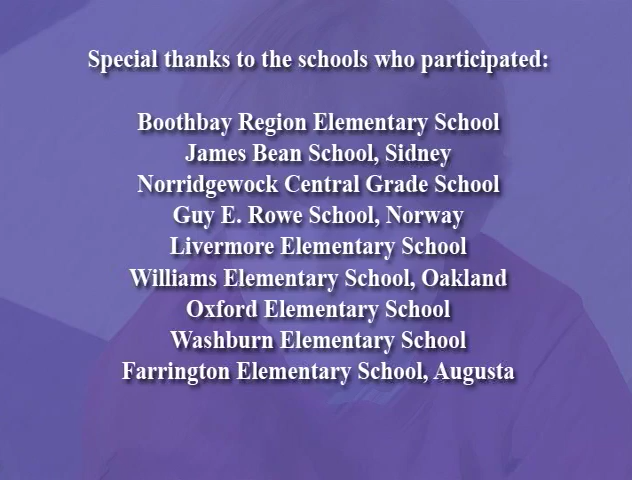 Special thanks to the schools who participated:
Boothbay Region Elementary School
James Bean School, Sidney
Norridgewock Central Grade School
Guy E. Rowe School, Norway
Livermore Elementary School
Williams Elementary School, Oakland
Oxford Elementary School
Washburn Elementary School
Farrington Elementary School, Augusta